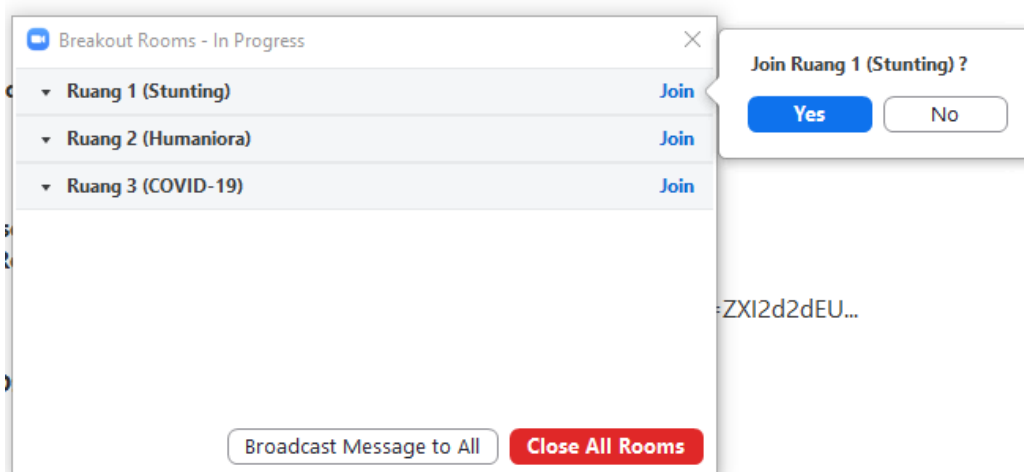 Breakout Rooms - In Progress
Ruang 1 (Stunting) Join
Ruang 2 (Humaniora) Join
Ruang 3 (COVID-19) Join
Broadcast Message to All Close All Rooms
Join Ruang 1 (Stunting) ?
Yes No
=ZXI2d2dEU...